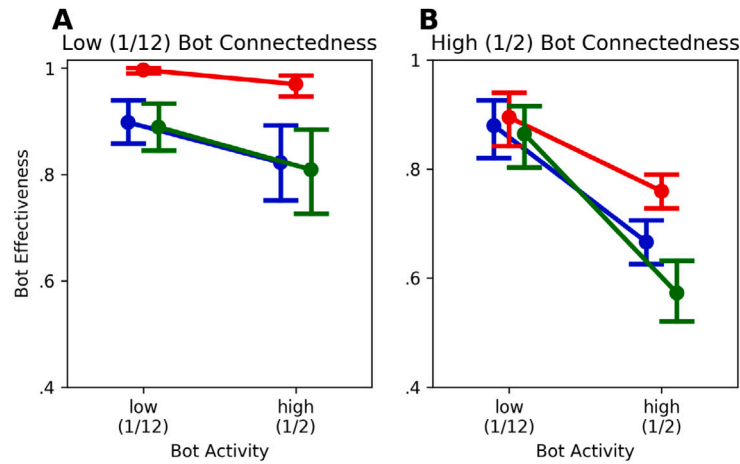 A
Low (1/12) Bot Connectedness
Bot Effectiveness
1
.8
.6
.4
low
(1/12)
high
(1/2)
Bot Activity
B
High (1/2) Bot Connectedness
1
.8
.6
.4
low
(1/12)
high
(1/2)
Bot Activity